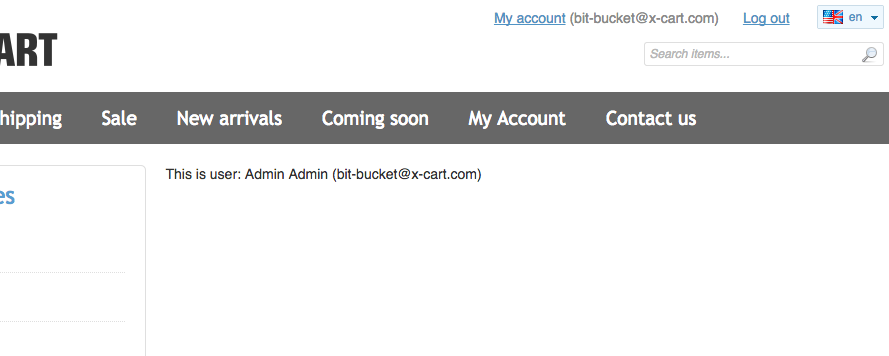 My account (bit-bucket@x-cart.com) Log out en
ART
Search items...
hipping Sale New arrivals Coming soon My Account Contact us
This is user: Admin Admin (bit-bucket@x-cart.com)
es